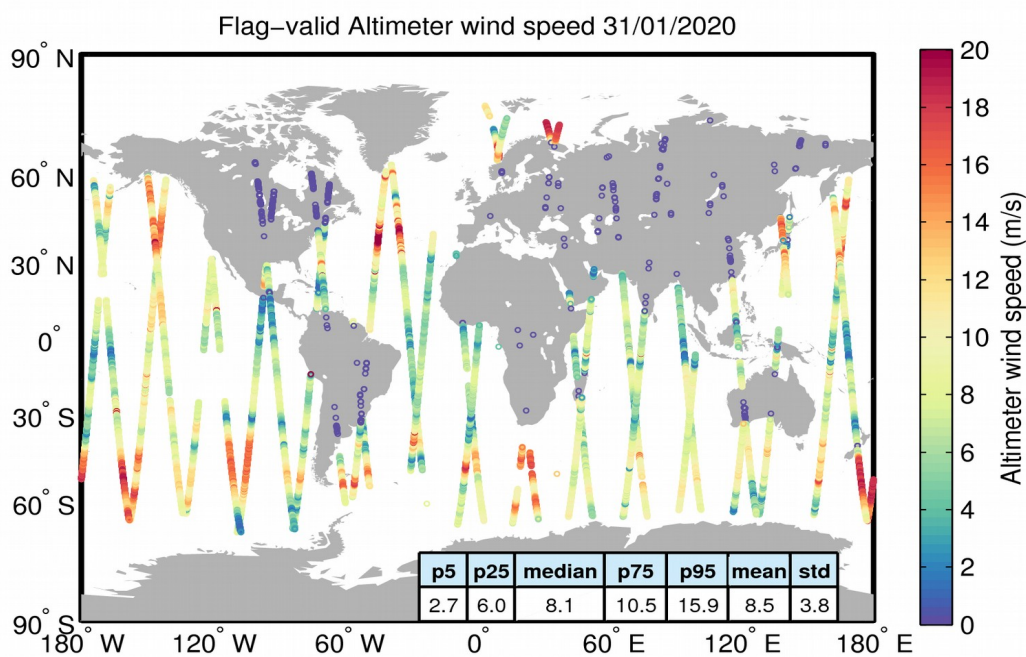 Flag−valid Altimeter wind speed 31/01/2020
90° N
60° N
30° N
0°
30° S
60° S
90° S
180° W
120° W
60° W
0°
60° E
120° E
180° E
p5 p25 median p75 p95 mean std
2.7 6.0 8.1 10.5 15.9 8.5 3.8
20
18
16
14
12
10
8
6
4
2
0
Altimeter wind speed (m/s)